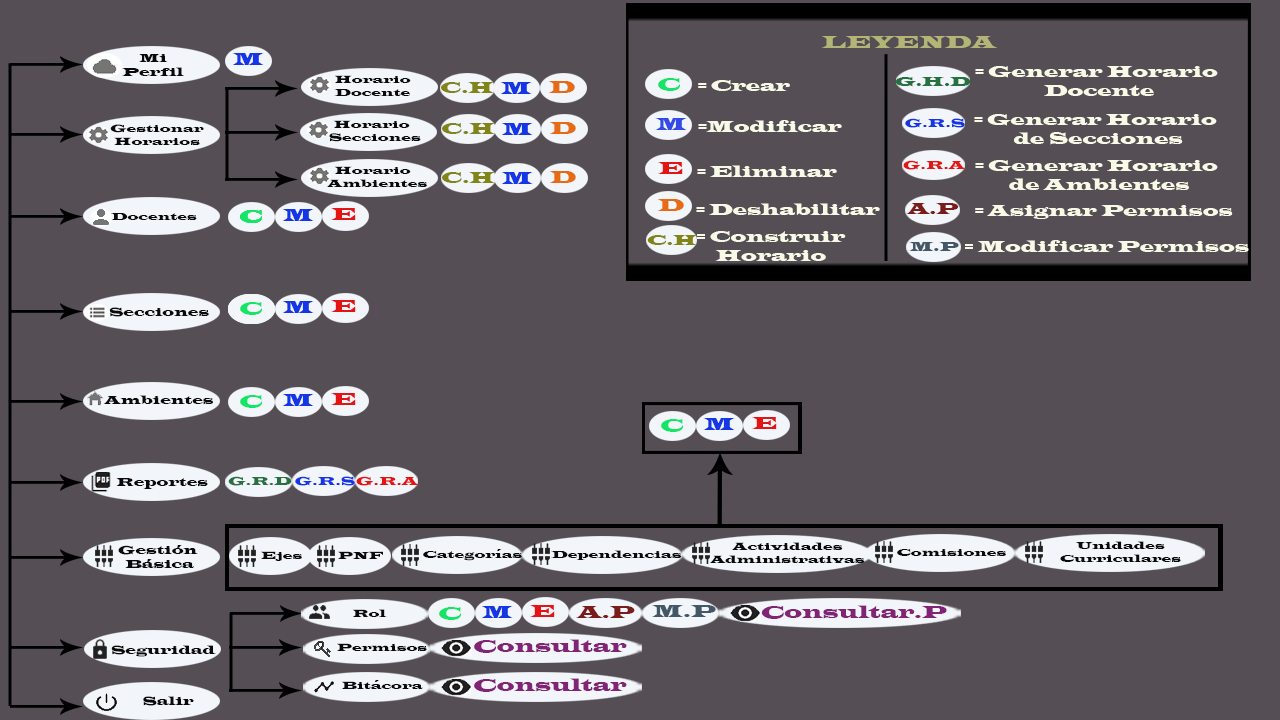 LEYENDA
C = Crear
M =Modificar
E = Eliminar
D = Deshabilitar
C.H = Construir
Horario
G.H.D = Generar Horario
Docente
G.R.S = Generar Horario
de Secciones
G.R.A = Generar Horario
de Ambientes
A.P = Asignar Permisos
M.P = Modificar Permisos
Mi
Perfil
M
Gestionar
Horarios
Horario
Docente
C.H M D
Horario
Secciones
C.H M D
Horario
Ambientes
C.H M D
Docentes C M E
Secciones C M E
Ambientes C M E
Reportes G.R.D G.R.S G.R.A
C M E
Gestión
Básica
Ejes PNF Categorías Dependencias
Actividades
Administrativas
Comisiones
Unidades
Curriculares
Seguridad
Rol C M E A.P M.P Consultar.P
Permisos Consultar
Bitácora Consultar
Salir